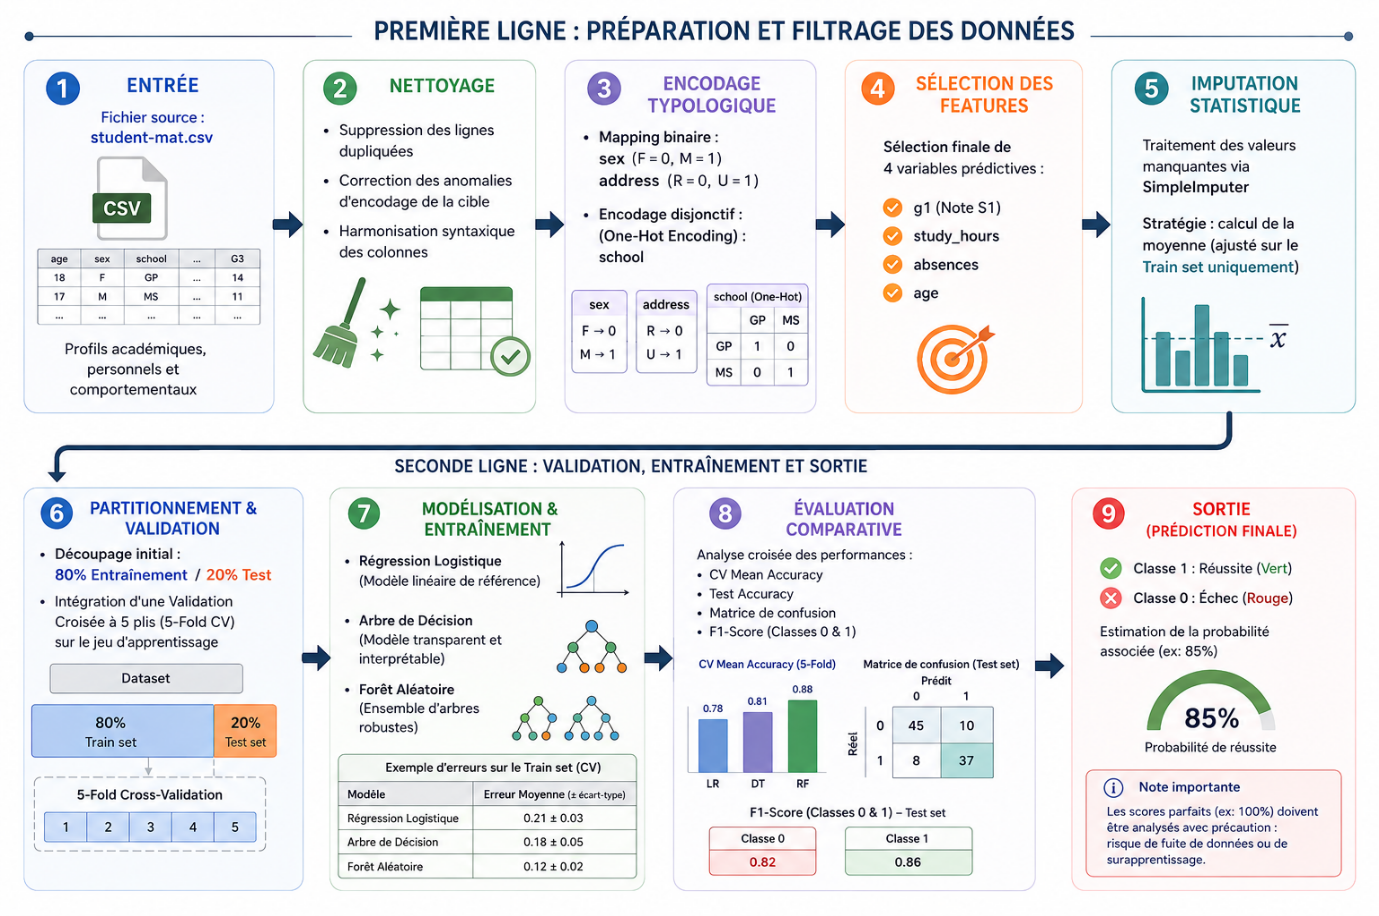 PREMIÈRE LIGNE : PRÉPARATION ET FILTRAGE DES DONNÉES
1 ENTRÉE
Fichier source :
student-mat.csv
CSV
age sex school ... G3
18 F GP ... 14
17 M MS ... 11
... ... ... ... ...
Profils académiques,
personnels et
comportementaux
2 NETTOYAGE
• Suppression des lignes
dupliquées
• Correction des anomalies
d'encodage de la cible
• Harmonisation syntaxique
des colonnes
3 ENCODAGE
TYPOLOGIQUE
• Mapping binaire :
sex (F = 0, M = 1)
address (R = 0, U = 1)
• Encodage disjonctif :
(One-Hot Encoding) :
school
sex
F → 0
M → 1
address
R → 0
U → 1
school (One-Hot)
GP MS
GP 1 0
MS 0 1
4 SÉLECTION DES
FEATURES
Sélection finale de
4 variables prédictives :
g1 (Note S1)
study_hours
absences
age
5 IMPUTATION
STATISTIQUE
Traitement des valeurs
manquantes via
SimpleImputer
Stratégie : calcul de la
moyenne (ajusté sur le
Train set uniquement)
x̅
SECONDE LIGNE : VALIDATION, ENTRAÎNEMENT ET SORTIE
6 PARTITIONNEMENT &
VALIDATION
• Découpage initial :
80% Entraînement / 20% Test
• Intégration d'une Validation
Croisée à 5 plis (5-Fold CV)
sur le jeu d'apprentissage
Dataset
80%
Train set
20%
Test set
5-Fold Cross-Validation
1 2 3 4 5
7 MODÉLISATION &
ENTRAÎNEMENT
• Régression Logistique
(Modèle linéaire de référence)
• Arbre de Décision
(Modèle transparent et
interprétable)
• Forêt Aléatoire
(Ensemble d'arbres
robustes)
Exemple d'erreurs sur le Train set (CV)
Modèle Erreur Moyenne (± écart-type)
Régression Logistique 0.21 ± 0.03
Arbre de Décision 0.18 ± 0.05
Forêt Aléatoire 0.12 ± 0.02
8 ÉVALUATION
COMPARATIVE
Analyse croisée des performances :
• CV Mean Accuracy
• Test Accuracy
• Matrice de confusion
• F1-Score (Classes 0 & 1)
CV Mean Accuracy (5-Fold)
0.78 0.81 0.88
LR DT RF
Matrice de confusion (Test set)
Prédit
0 1
Réel
0 45 10
1 8 37
F1-Score (Classes 0 & 1) – Test set
Classe 0
0.82
Classe 1
0.86
9 SORTIE
(PRÉDICTION FINALE)
Classe 1 : Réussite (Vert)
Classe 0 : Échec (Rouge)
Estimation de la probabilité
associée (ex: 85%)
85%
Probabilité de réussite
i Note importante
Les scores parfaits (ex: 100%) doivent
être analysés avec précaution :
risque de fuite de données ou de
surapprentissage.